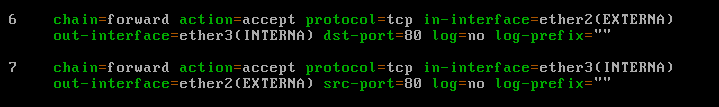 6 chain=forward action=accept protocol=tcp in-interface=ether2(EXTERNA)
out-interface=ether3(INTERNA) dst-port=80 log=no log-prefix=""
7 chain=forward action=accept protocol=tcp in-interface=ether3(INTERNA)
out-interface=ether2(EXTERNA) src-port=80 log=no log-prefix=""